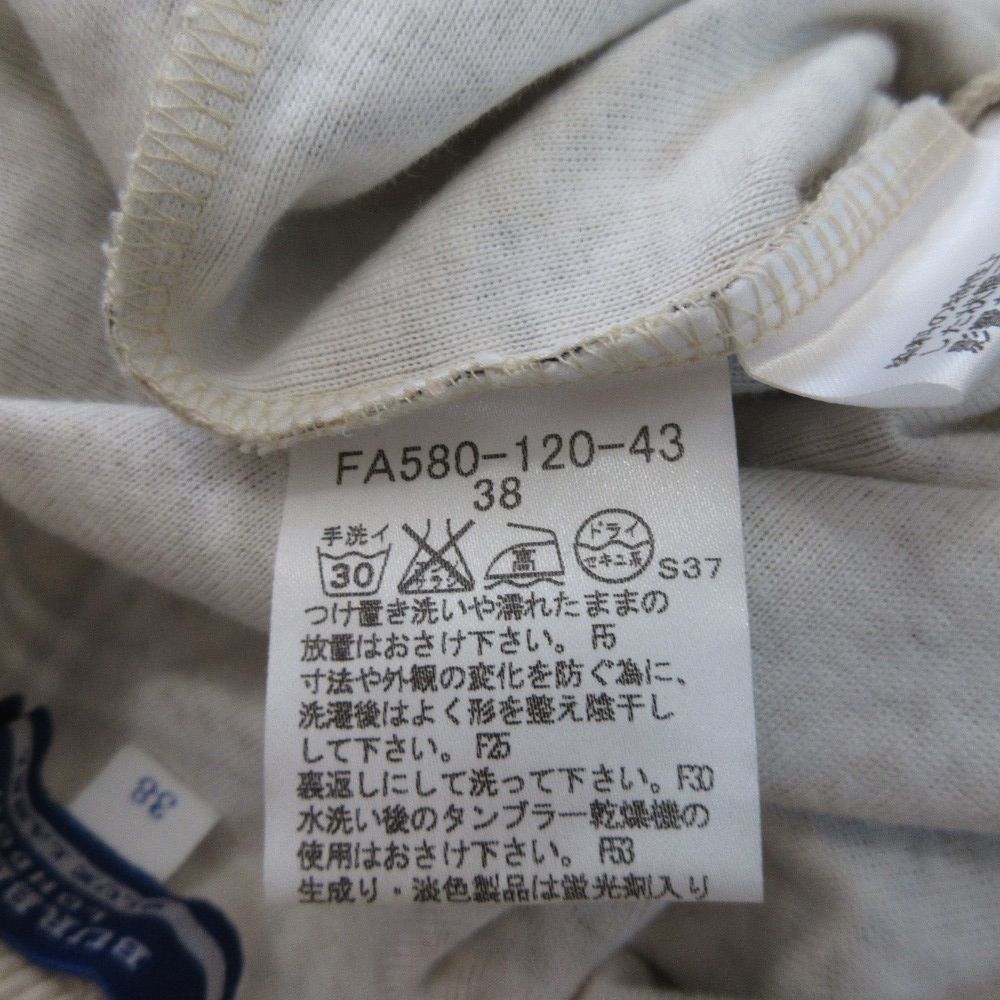 FA580-120-43
38
手洗イ
ドライ
30
エンソサラシ
高
セキユ系
S37
つけ置き洗いや濡れたままの
放置はおさけ下さい。F5
寸法や外観の変化を防ぐ為に、
洗濯後はよく形を整え陰干し
して下さい。F25
裏返しにして洗って下さい。F30
水洗い後のタンブラー乾燥機の
使用はおさけ下さい。F53
生成り・淡色製品は蛍光剤入り
38